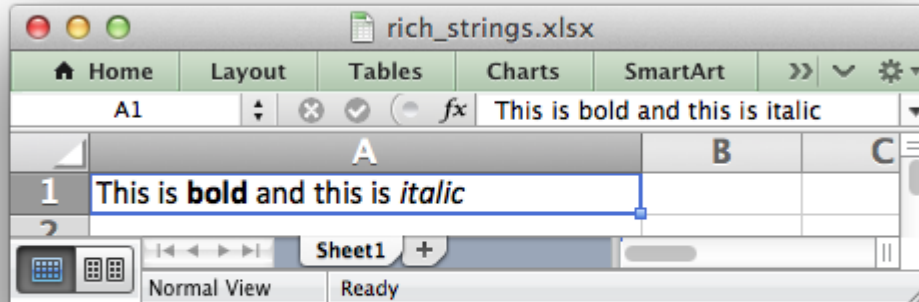 rich_strings.xlsx
Home Layout Tables Charts SmartArt
A1 fx This is bold and this is italic
A B C
1 This is bold and this is italic
2
Sheet1
Normal View Ready